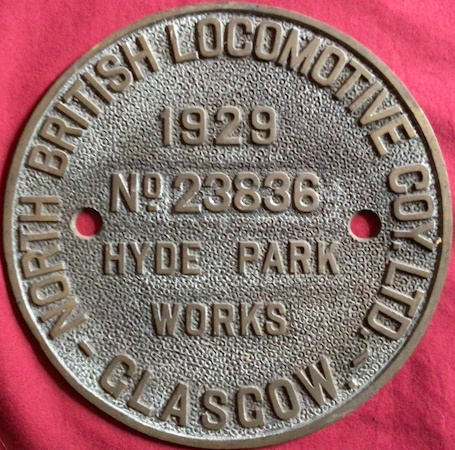 NORTH BRITISH LOCOMOTIVE COY. LTD.
1929
No 23836
HYDE PARK
WORKS
- GLASGOW. -